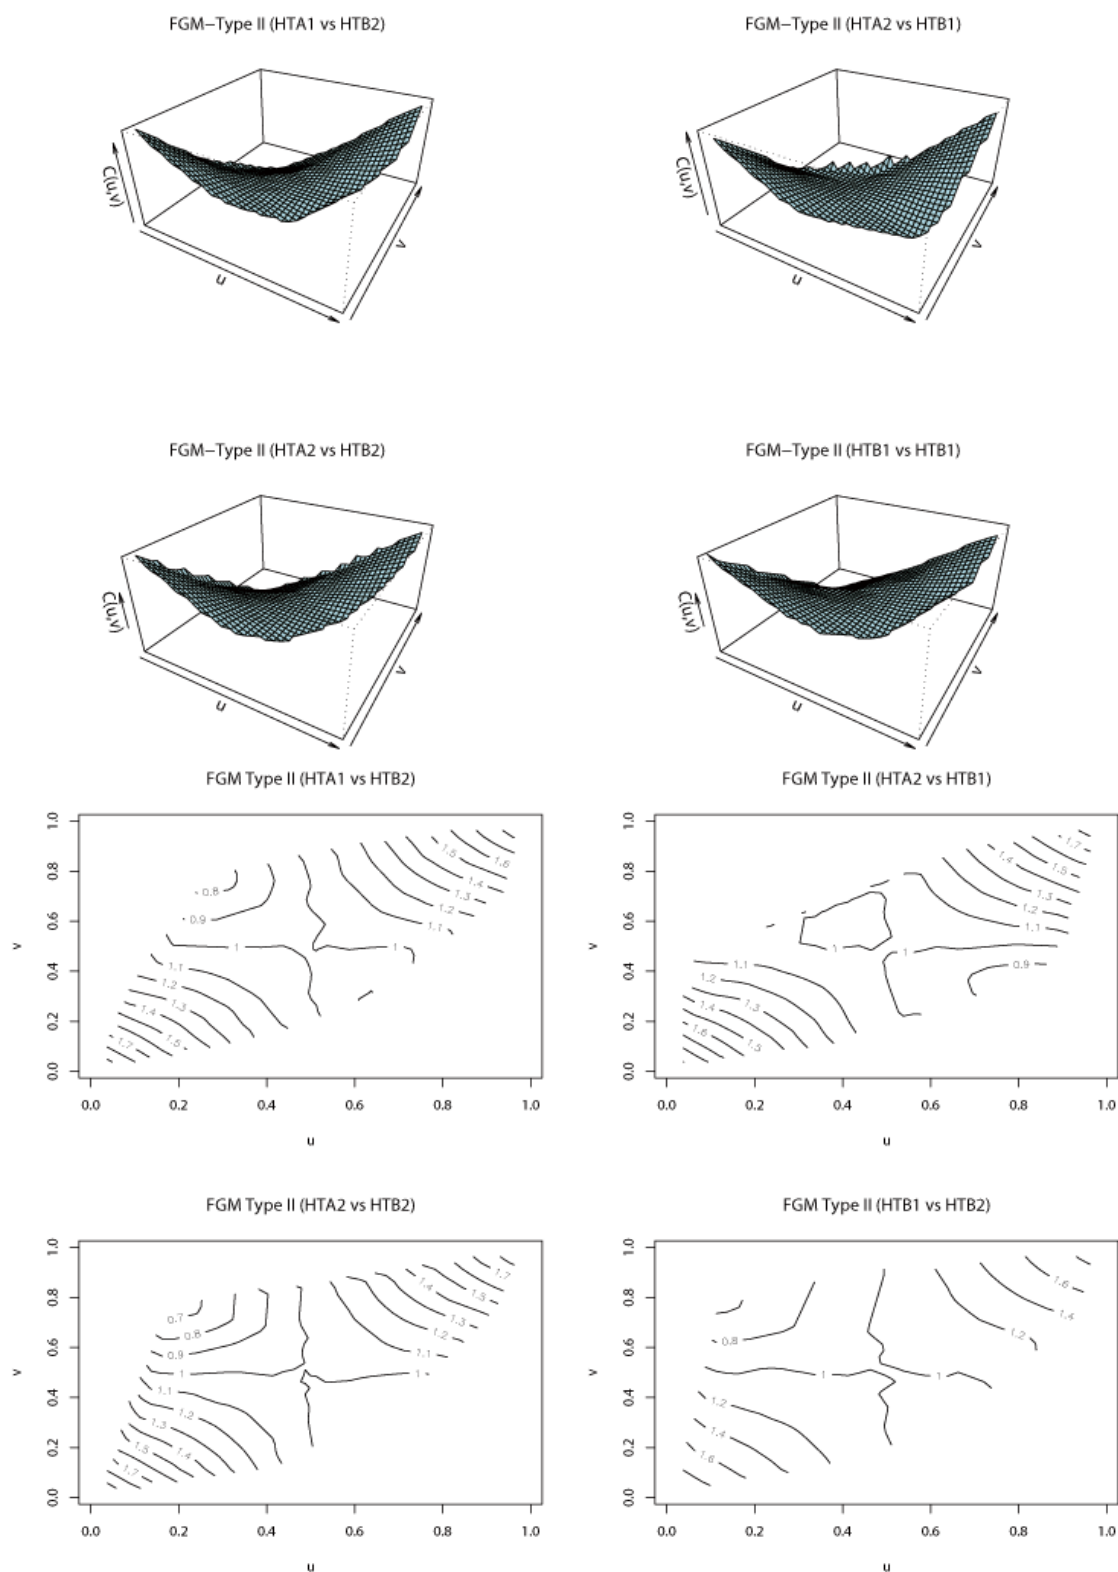 FGM−Type II (HTA1 vs HTB2)
FGM−Type II (HTA2 vs HTB1)
C(u,v)
u
v
C(u,v)
u
v
FGM−Type II (HTA2 vs HTB2)
FGM−Type II (HTB1 vs HTB1)
C(u,v)
u
v
C(u,v)
u
v
FGM Type II (HTA1 vs HTB2)
v
1.0
0.8
0.6
0.4
0.2
0.0
0.8
0.9
1
1
1.1
1.2
1.3
1.4
1.5
1.7
1.5
1.6
1.4
1.3
1.2
1.1
0.0 0.2 0.4 0.6 0.8 1.0
u
FGM Type II (HTA2 vs HTB1)
v
1.0
0.8
0.6
0.4
0.2
0.0
1.7
1.4
1.5
1.3
1.2
1.1
1
1
0.9
1.1
1.2
1.3
1.4
1.6
1.5
0.0 0.2 0.4 0.6 0.8 1.0
u
FGM Type II (HTA2 vs HTB2)
v
1.0
0.8
0.6
0.4
0.2
0.0
0.7
0.8
0.9
1
1
1.1
1.2
1.3
1.5
1.4
1.7
1.7
1.4
1.5
1.3
1.2
1.1
0.0 0.2 0.4 0.6 0.8 1.0
u
FGM Type II (HTB1 vs HTB2)
v
1.0
0.8
0.6
0.4
0.2
0.0
0.8
1
1
1.2
1.4
1.6
1.6
1.4
1.2
0.0 0.2 0.4 0.6 0.8 1.0
u